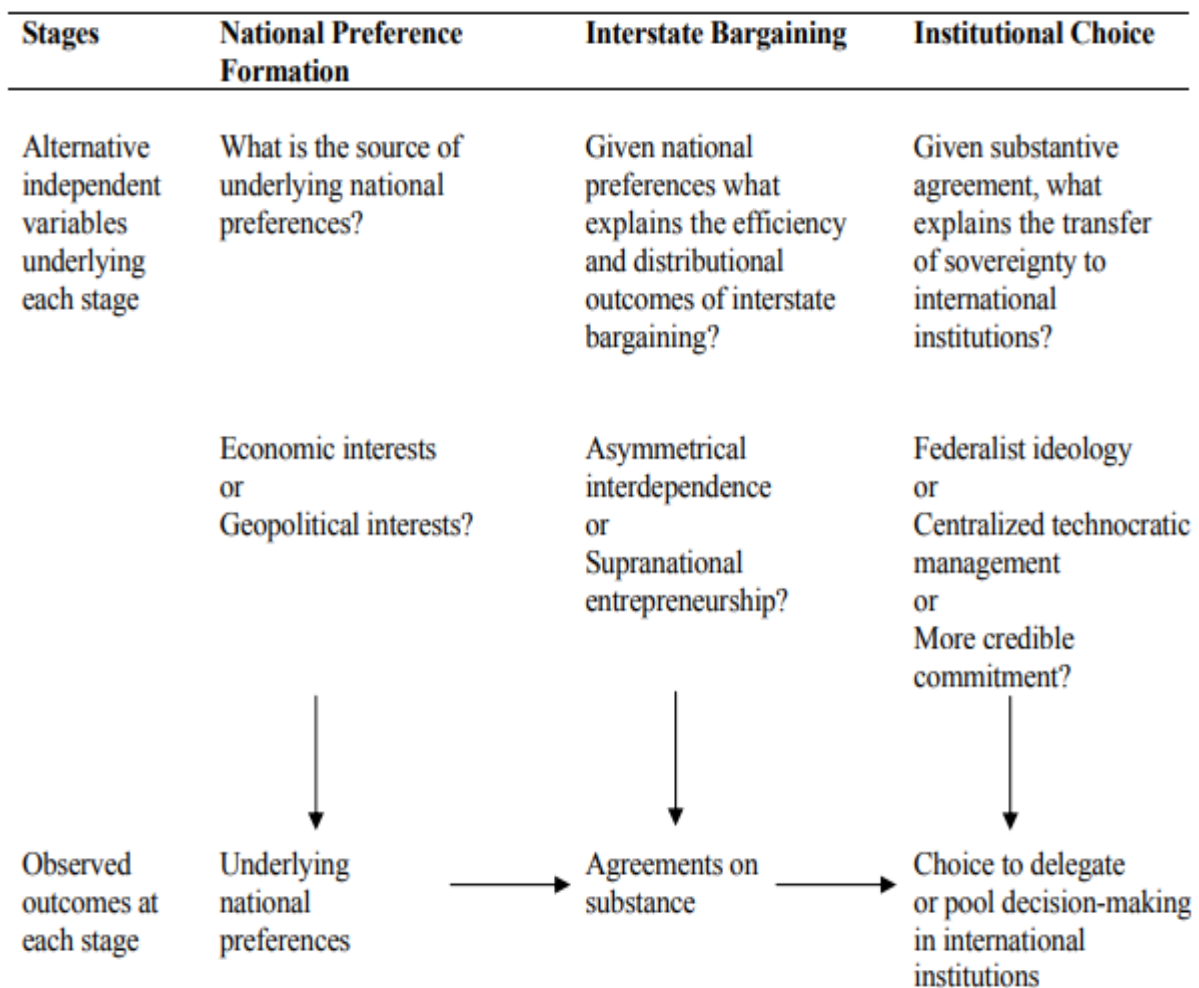 Stages
National Preference
Formation
Interstate Bargaining
Institutional Choice
Alternative
independent
variables
underlying
each stage
What is the source of
underlying national
preferences?
Given national
preferences what
explains the efficiency
and distributional
outcomes of interstate
bargaining?
Given substantive
agreement, what
explains the transfer
of sovereignty to
international
institutions?
Economic interests
or
Geopolitical interests?
Asymmetrical
interdependence
or
Supranational
entrepreneurship?
Federalist ideology
or
Centralized technocratic
management
or
More credible
commitment?
Observed
outcomes at
each stage
Underlying
national
preferences
Agreements on
substance
Choice to delegate
or pool decision-making
in international
institutions